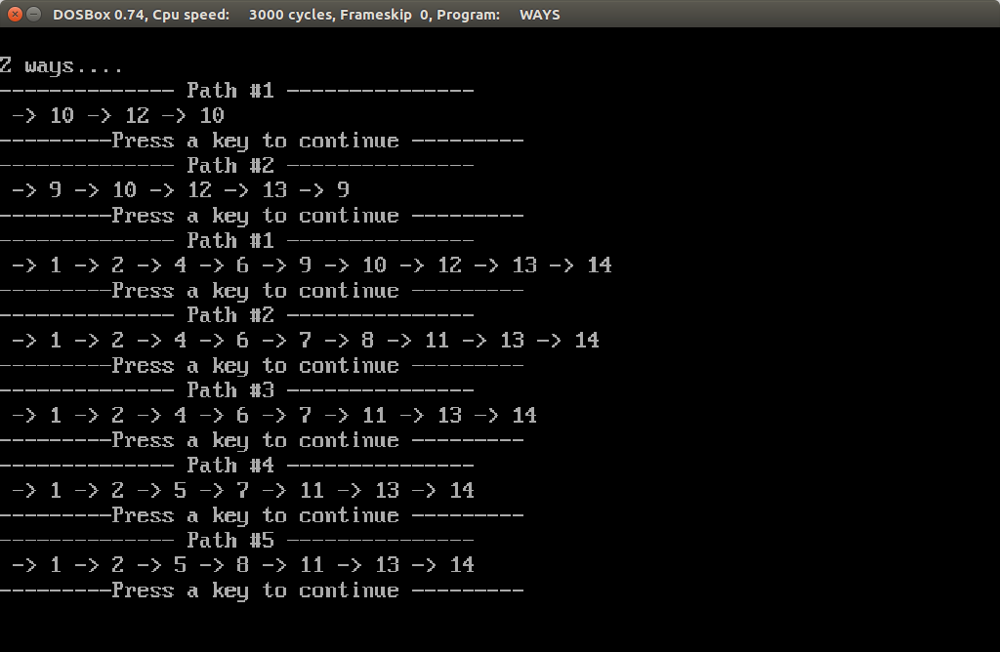 DOSBox 0.74, Cpu speed: 3000 cycles, Frameskip 0, Program: WAYS
Z ways....
-------------- Path #1 ---------------
-> 10 -> 12 -> 10
---------Press a key to continue ---------
-------------- Path #2 ---------------
-> 9 -> 10 -> 12 -> 13 -> 9
---------Press a key to continue ---------
-------------- Path #1 ---------------
-> 1 -> 2 -> 4 -> 6 -> 9 -> 10 -> 12 -> 13 -> 14
---------Press a key to continue ---------
-------------- Path #2 ---------------
-> 1 -> 2 -> 4 -> 6 -> 7 -> 8 -> 11 -> 13 -> 14
---------Press a key to continue ---------
-------------- Path #3 ---------------
-> 1 -> 2 -> 4 -> 6 -> 7 -> 11 -> 13 -> 14
---------Press a key to continue ---------
-------------- Path #4 ---------------
-> 1 -> 2 -> 5 -> 7 -> 11 -> 13 -> 14
---------Press a key to continue ---------
-------------- Path #5 ---------------
-> 1 -> 2 -> 5 -> 8 -> 11 -> 13 -> 14
---------Press a key to continue ---------